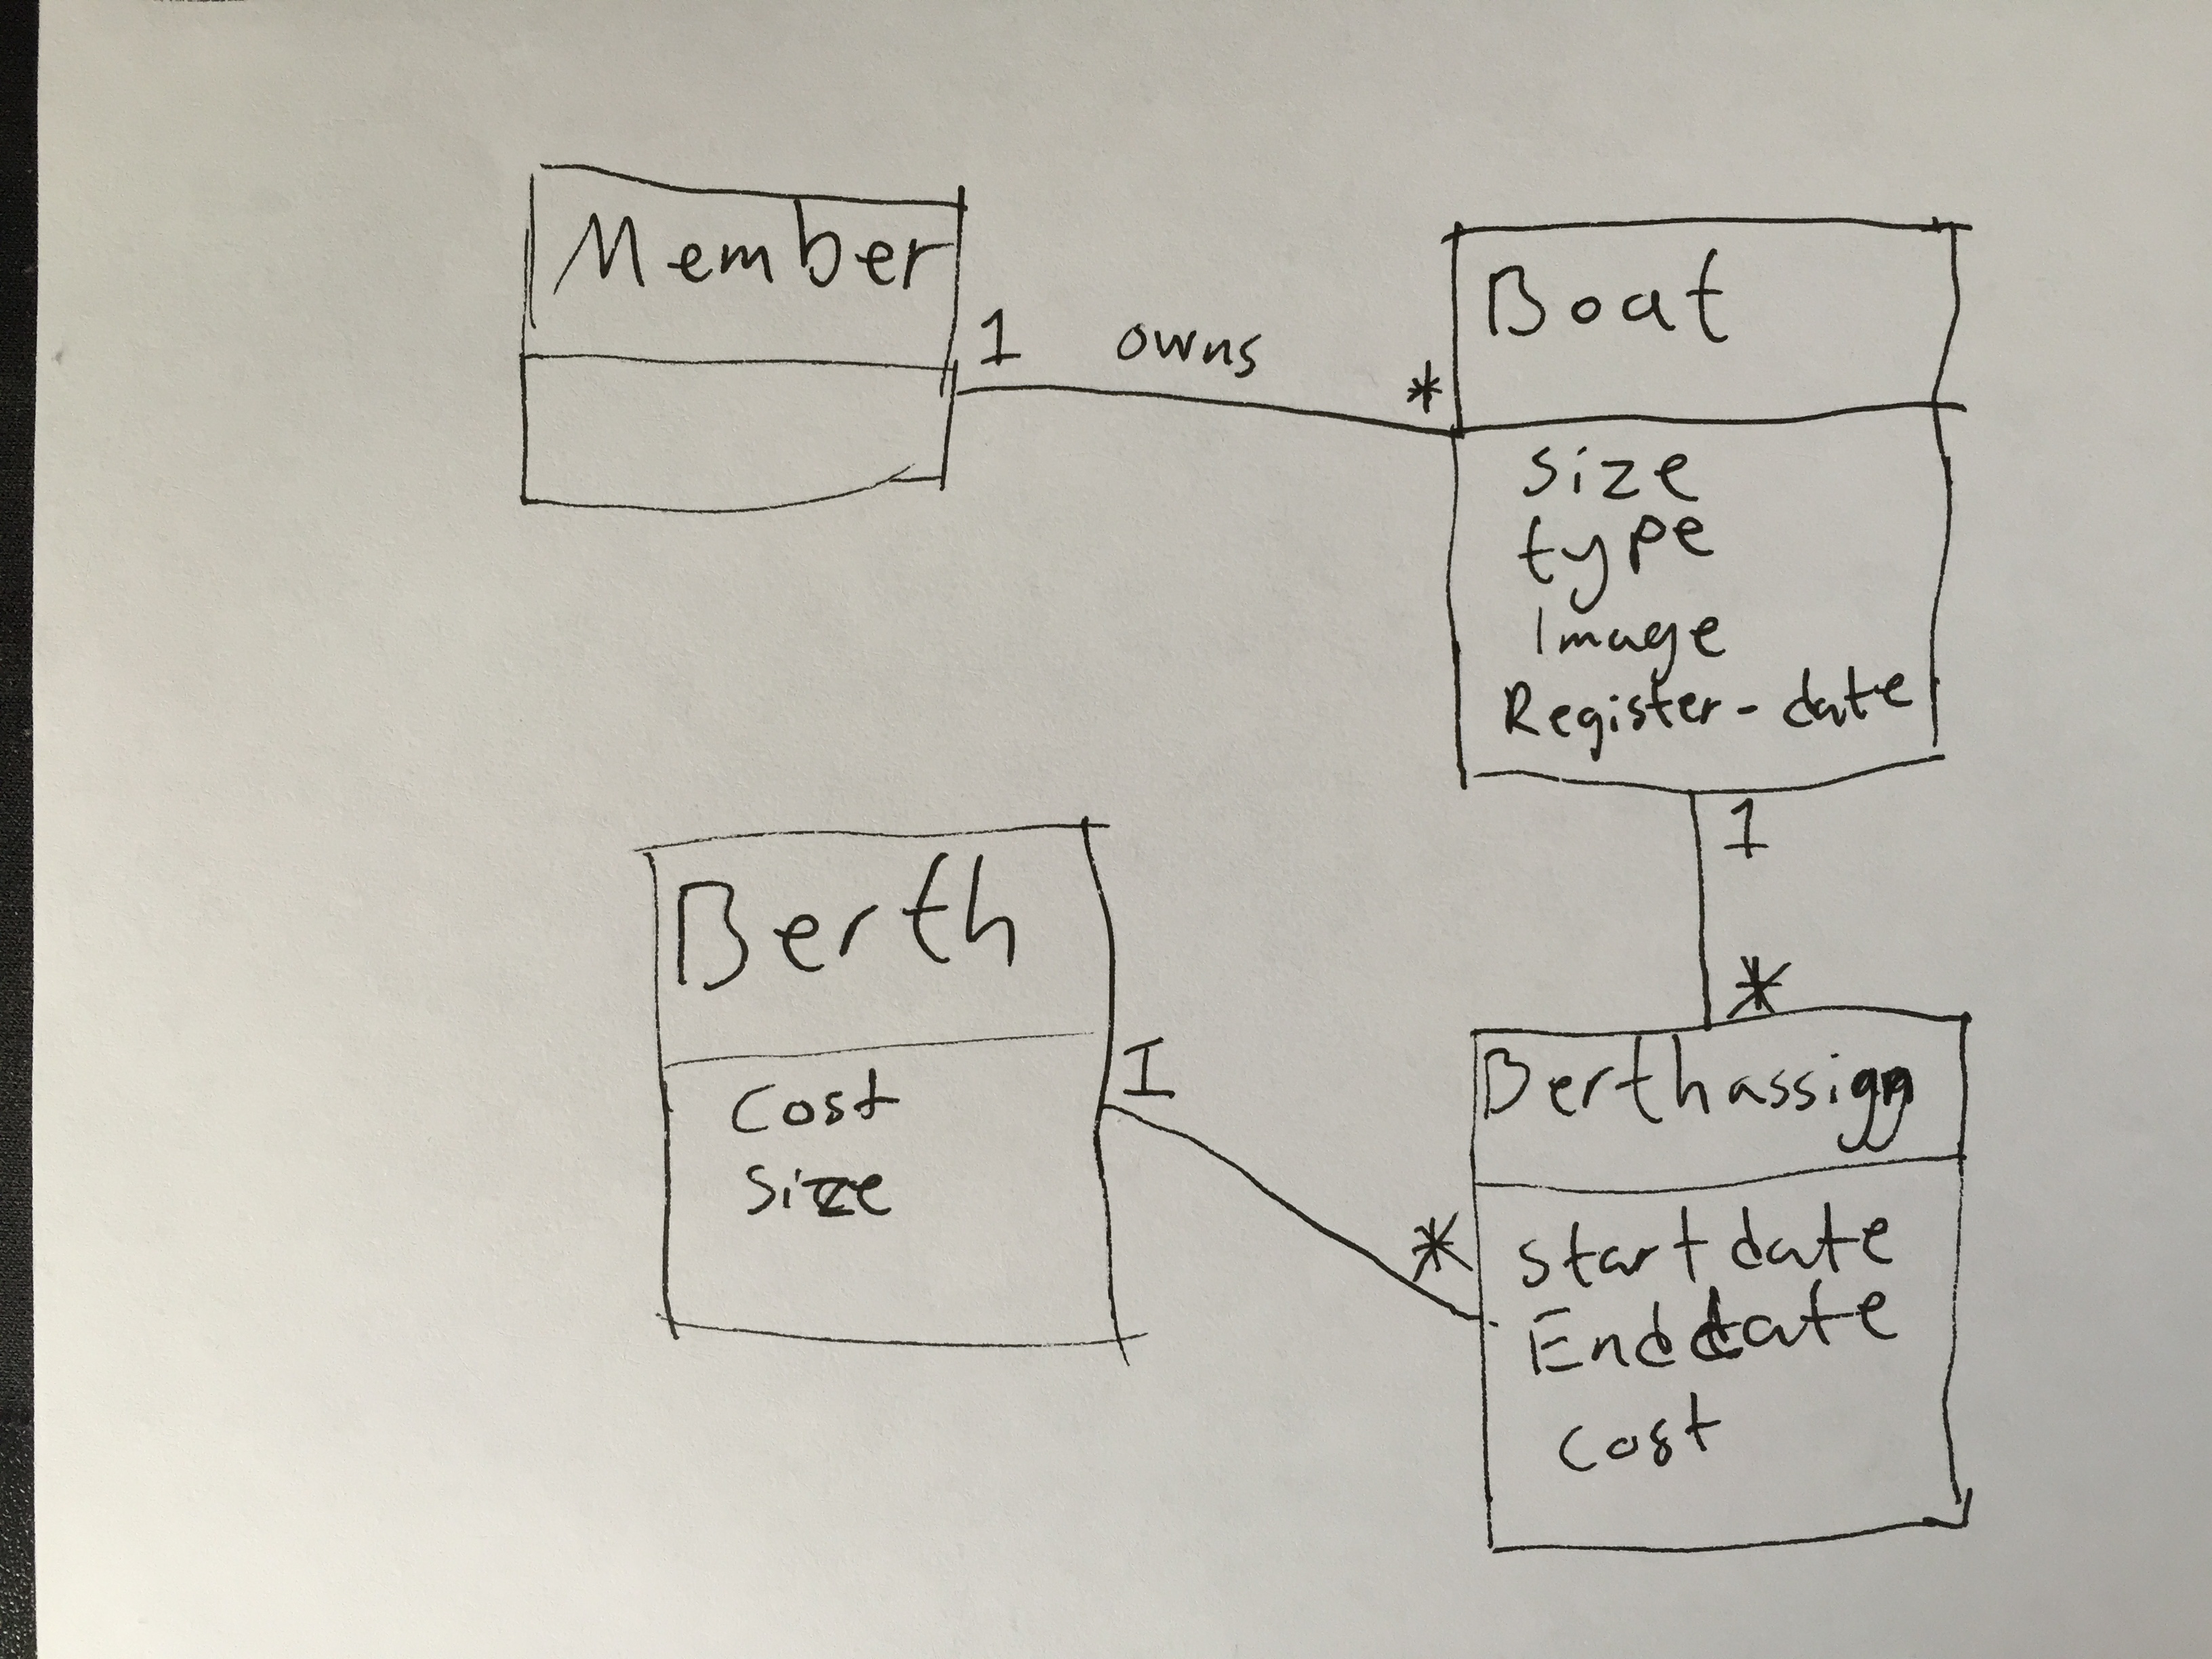 Member
1 owns *
Boat
size
type
Image
Register-date
1
*
Berth
Cost
Size
1
*
Berthassign
start date
End date
cost